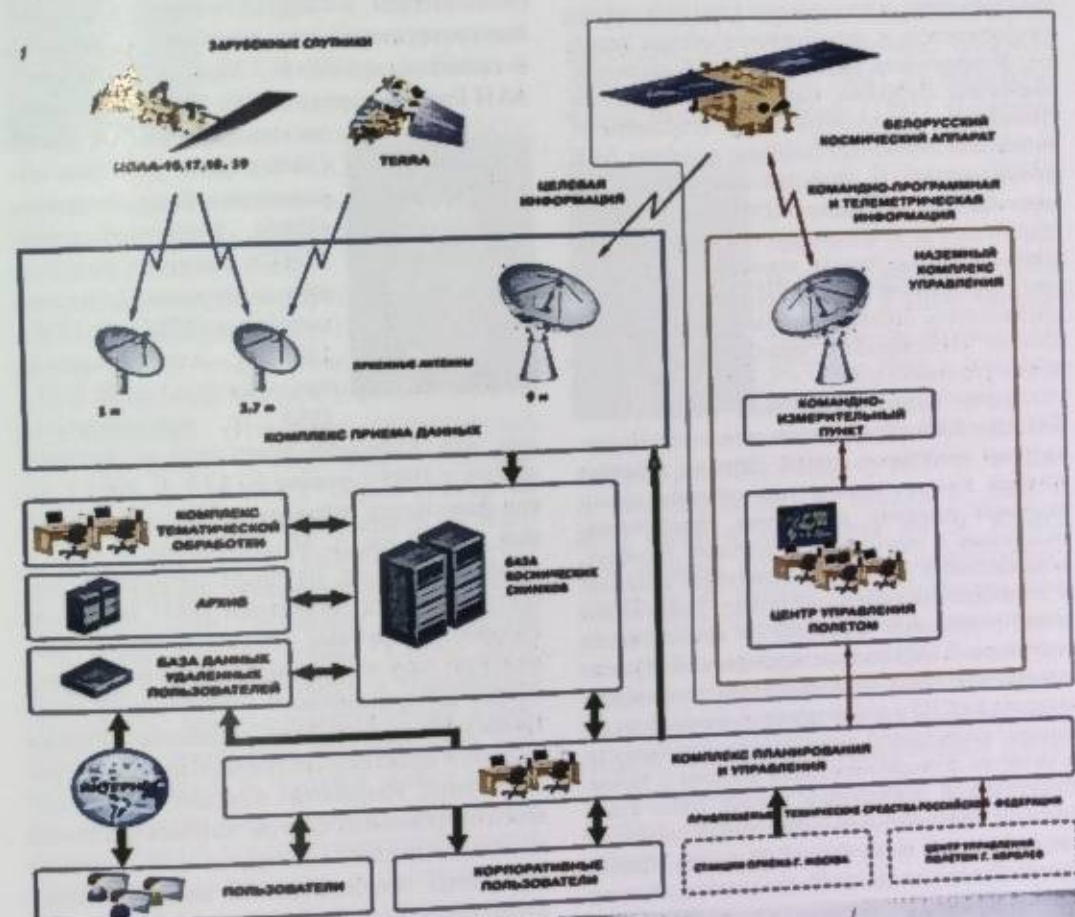 1
ЗАРУБЕЖНЫЕ СПУТНИКИ
TERRA
БЕЛОРУССКИЙ
КОСМИЧЕСКИЙ АППАРАТ
ЦЕЛЕВАЯ
ИНФОРМАЦИЯ
КОМАНДНО-ПРОГРАММНАЯ
И ТЕЛЕМЕТРИЧЕСКАЯ
ИНФОРМАЦИЯ
НАЗЕМНЫЙ
КОМПЛЕКС
УПРАВЛЕНИЯ
ПРИЕМНЫЕ АНТЕННЫ
9 м
КОМПЛЕКС ПРИЕМА ДАННЫХ
КОМАНДНО-
ИЗМЕРИТЕЛЬНЫЙ
ПУНКТ
КОМПЛЕКС
ТЕМАТИЧЕСКОЙ
ОБРАБОТКИ
АРХИВ
БАЗА ДАННЫХ
УДАЛЕННЫХ
ПОЛЬЗОВАТЕЛЕЙ
БАЗА
КОСМИЧЕСКИХ
СНИМКОВ
ЦЕНТР УПРАВЛЕНИЯ
ПОЛЕТОМ
КОМПЛЕКС ПЛАНИРОВАНИЯ
И УПРАВЛЕНИЯ
ИНТЕРНЕТ
ПРИВЛЕКАЕМЫЕ ТЕХНИЧЕСКИЕ СРЕДСТВА РОССИЙСКОЙ ФЕДЕРАЦИИ
ПОЛЬЗОВАТЕЛИ
КОРПОРАТИВНЫЕ
ПОЛЬЗОВАТЕЛИ
СТАНЦИЯ ПРИЕМА Г. МОСКВА
ЦЕНТР УПРАВЛЕНИЯ
ПОЛЕТОМ Г. КОРОЛЕВ